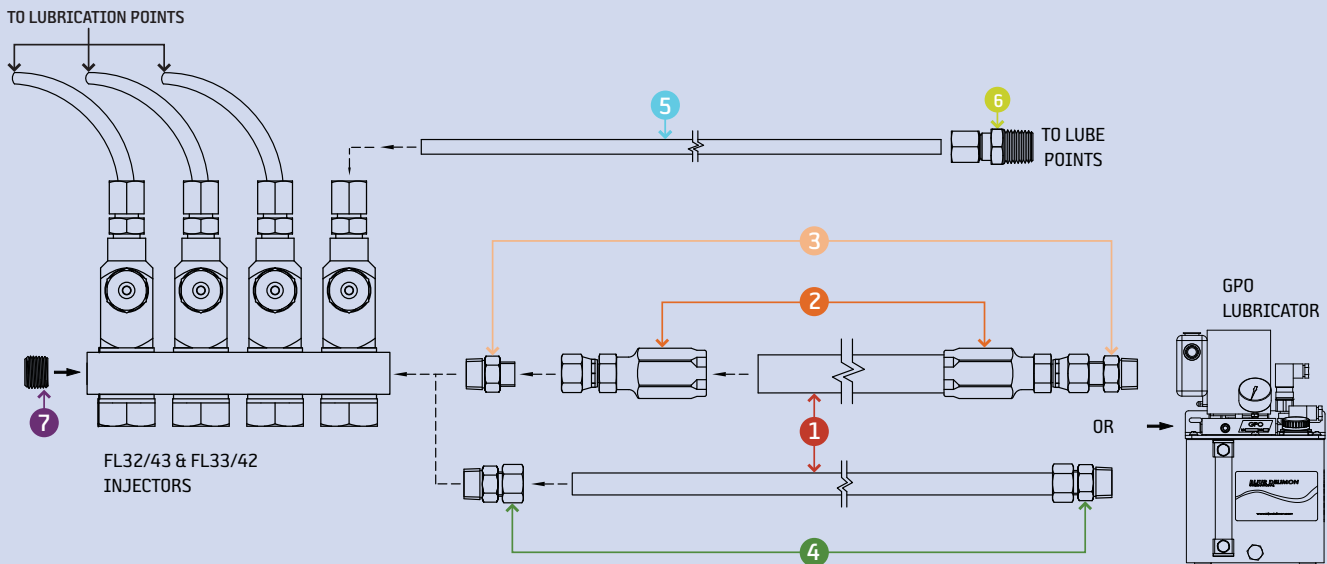 TO LUBRICATION POINTS
5
6
TO LUBE
POINTS
3
2
GPO
LUBRICATOR
7
1
OR
GPO
FL32/43 & FL33/42
INJECTORS
4